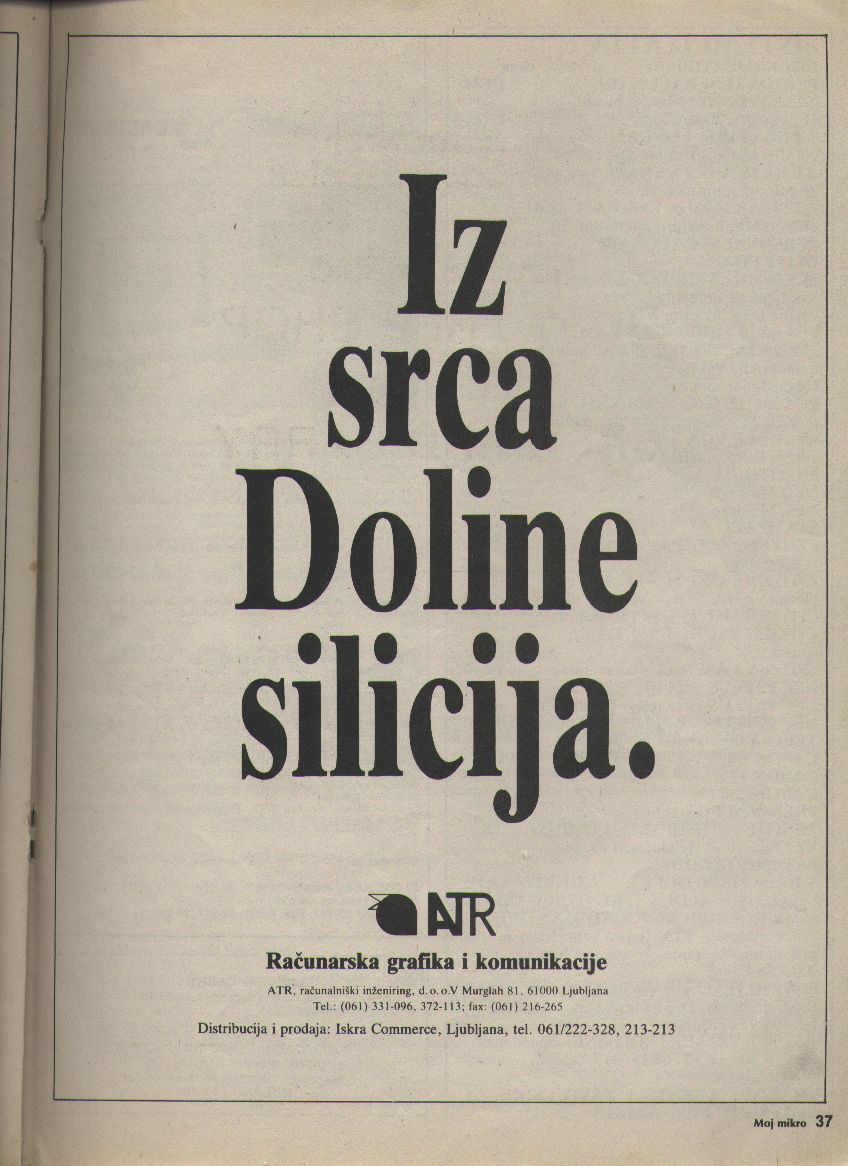 Iz
srca
Doline
silicija.
ATR
Računarska grafika i komunikacije
ATR, računalniški inženiring, d.o.o.V Murglah 81, 61000 Ljubljana
Tel.: (061) 331-096, 372-113; fax: (061) 216-265
Distribucija i prodaja: Iskra Commerce, Ljubljana, tel. 061/222-328, 213-213
Moj mikro 37